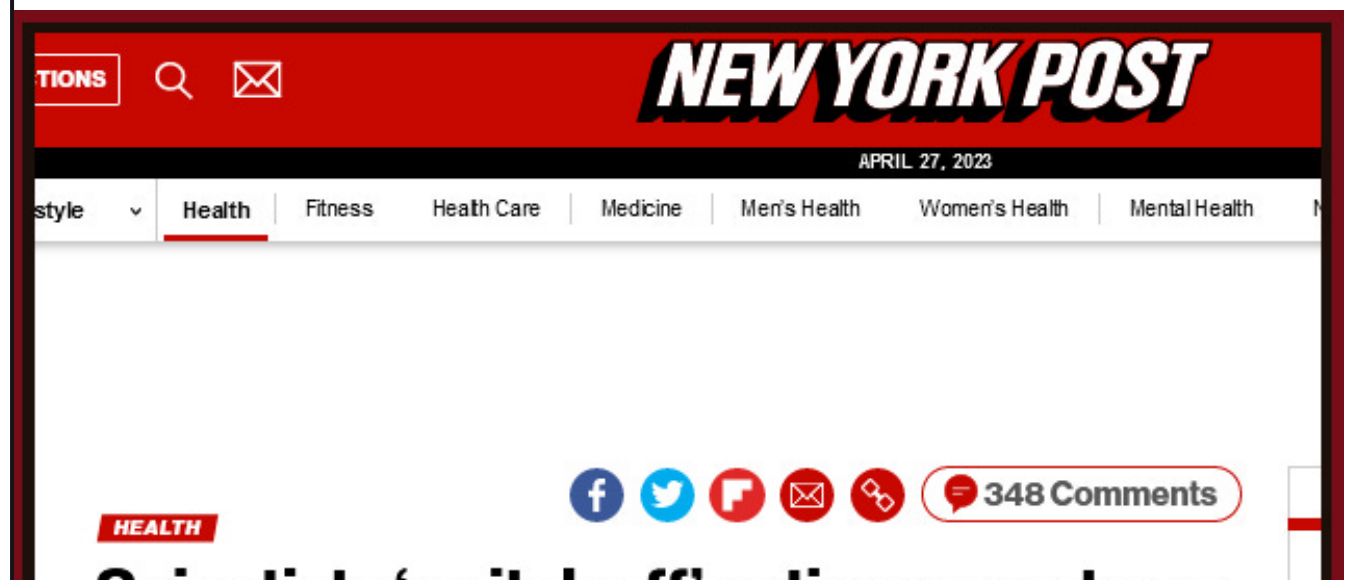 TIONS
NEW YORK POST
APRIL 27, 2023
style Health Fitness Health Care Medicine Men's Health Women's Health Mental Health
348 Comments
HEALTH